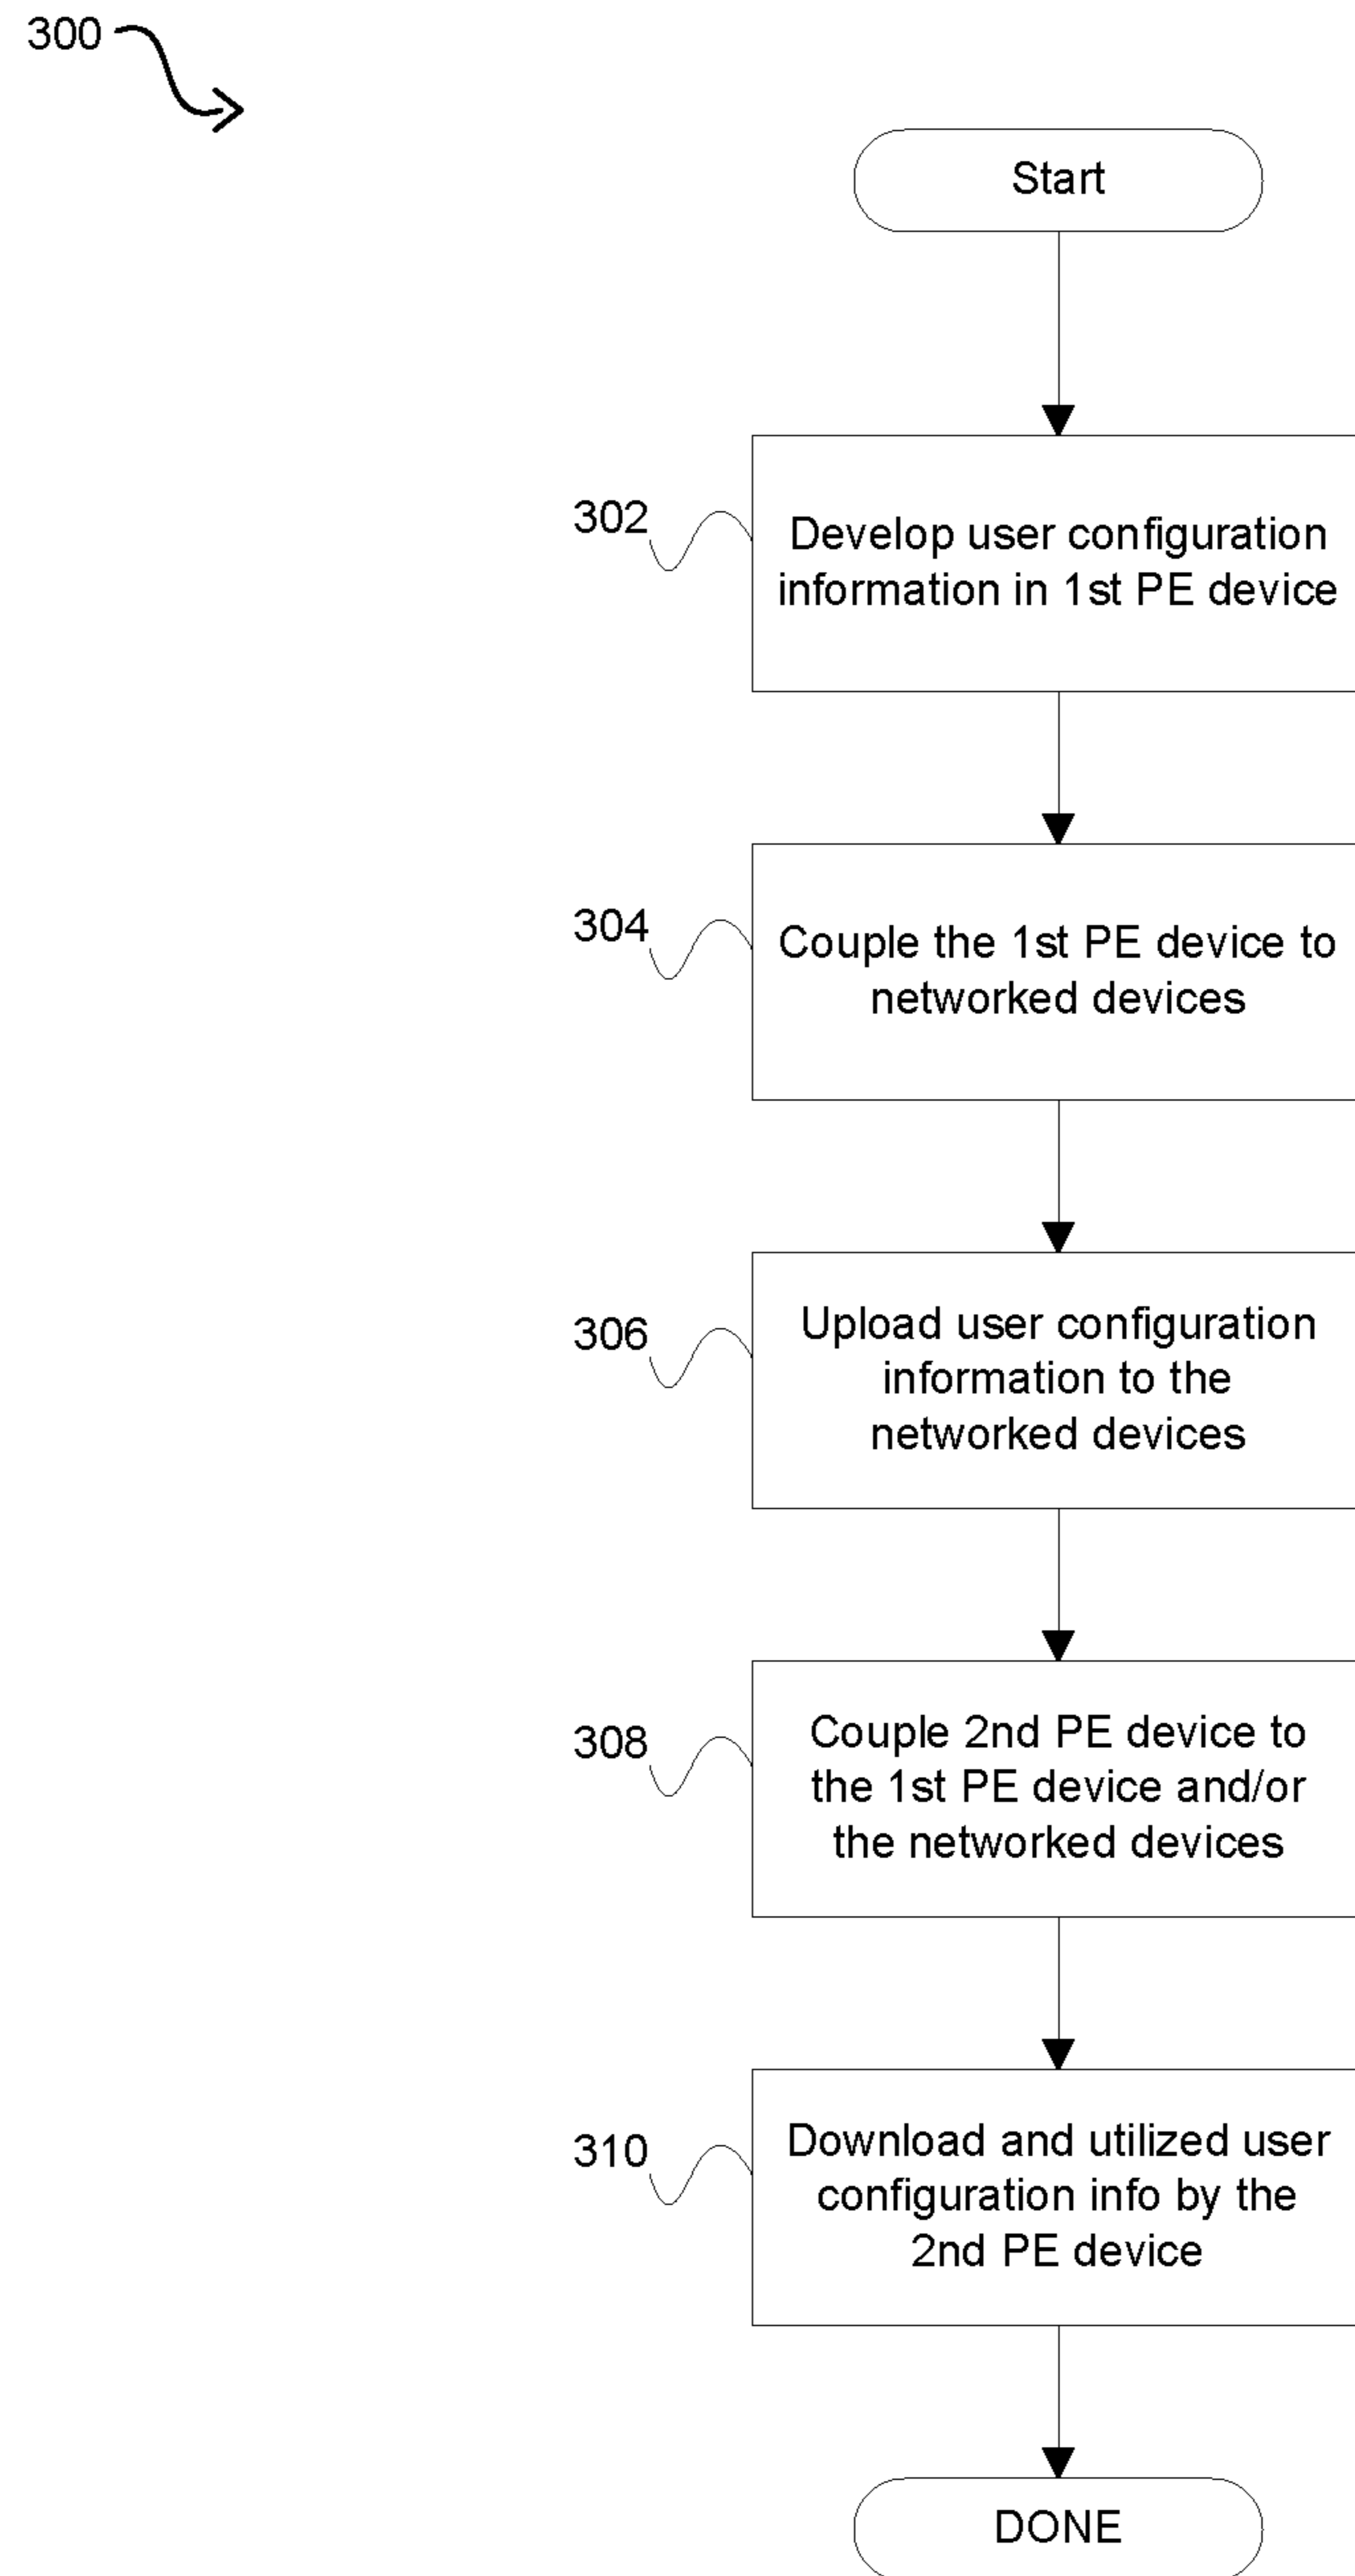 300
Start
302
Develop user configuration
information in 1st PE device
304
Couple the 1st PE device to
networked devices
306
Upload user configuration
information to the
networked devices
308
Couple 2nd PE device to
the 1st PE device and/or
the networked devices
310
Download and utilized user
configuration info by the
2nd PE device
DONE